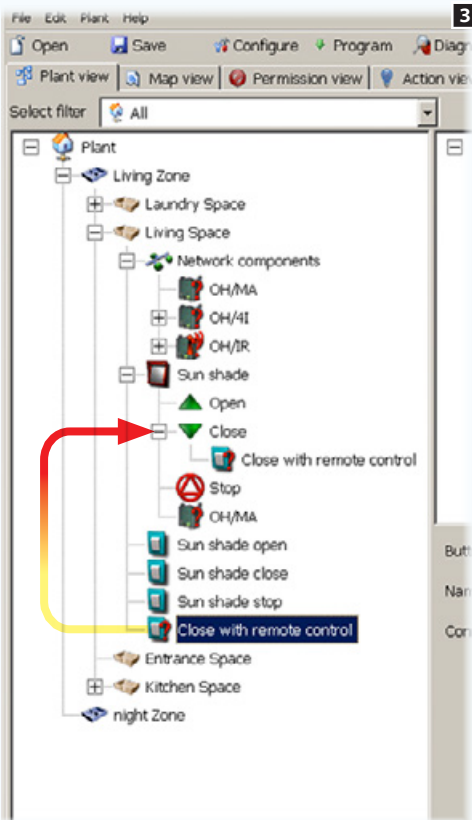 3
File Edit Plant Help
Open Save Configure Program Diagn
Plant view Map view Permission view Action vie
Select filter All
Plant
Living Zone
Laundry Space
Living Space
Network components
OH/MA
OH/4I
OH/IR
Sun shade
Open
Close
Close with remote control
Stop
OH/MA
Sun shade open
Sun shade close
Sun shade stop
Close with remote control
Entrance Space
Kitchen Space
night Zone
Butt
Nam
Con